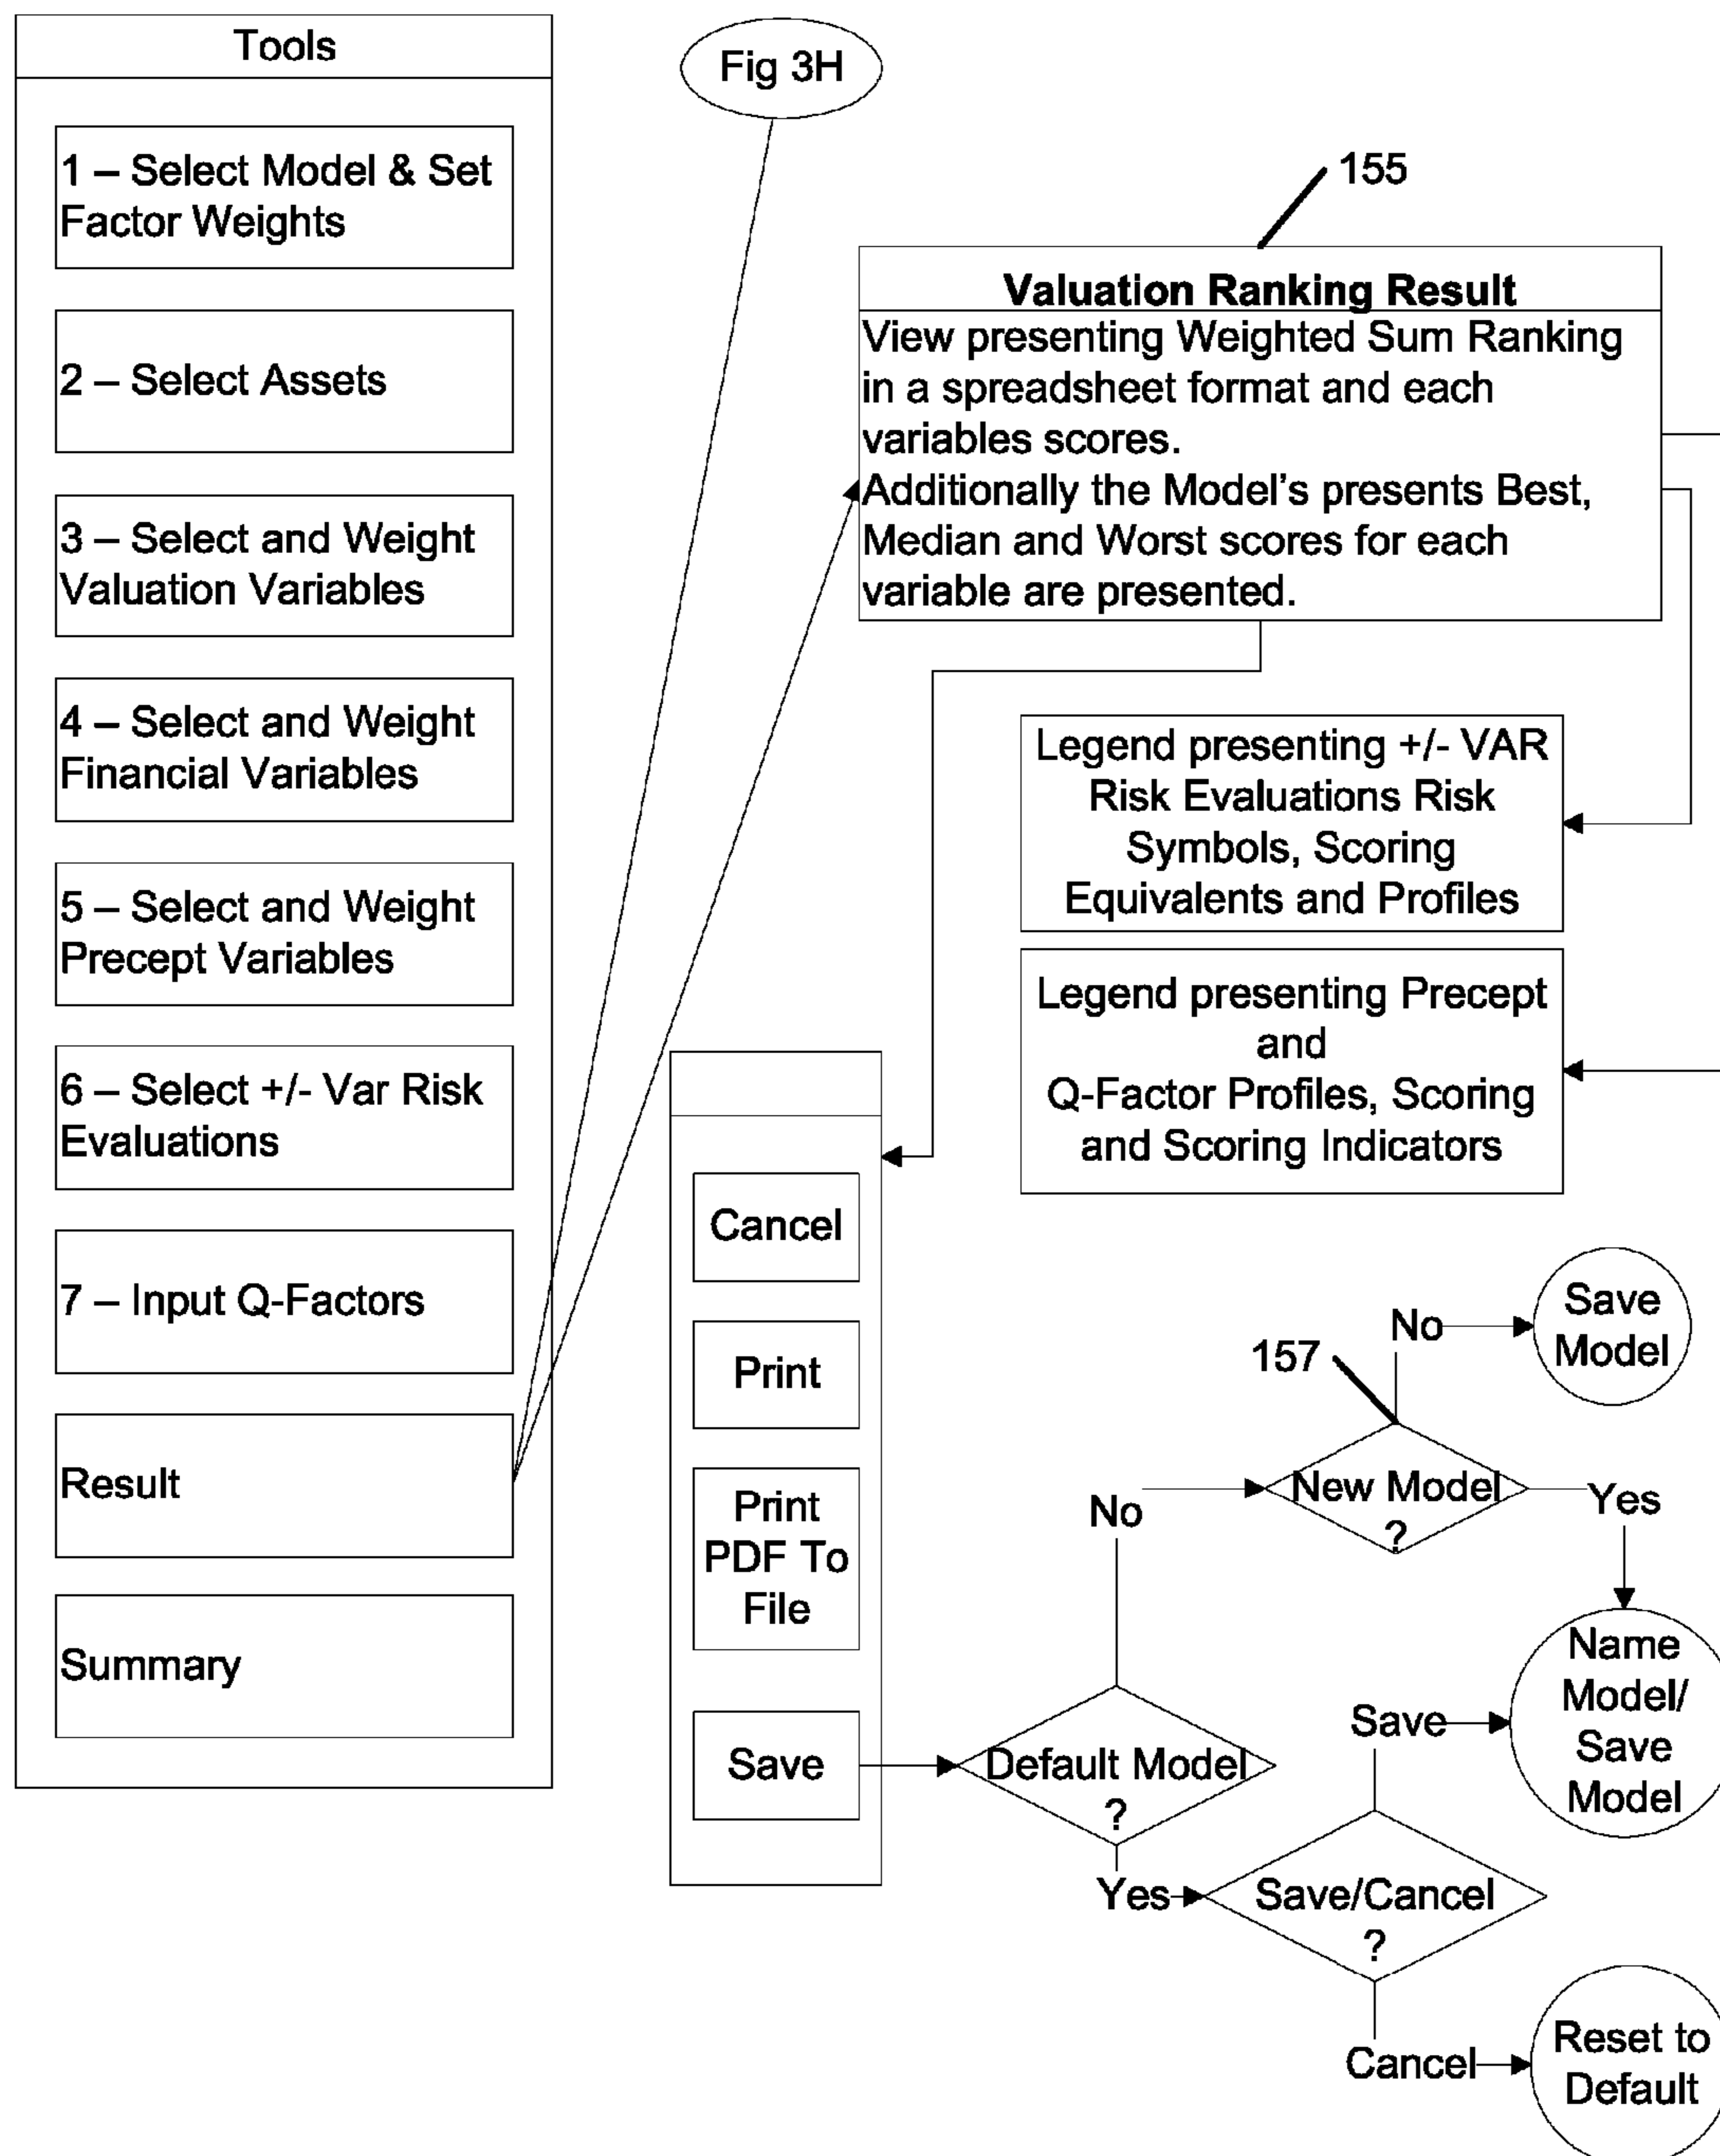 Tools
1 – Select Model & Set
Factor Weights
2 – Select Assets
3 – Select and Weight
Valuation Variables
4 – Select and Weight
Financial Variables
5 – Select and Weight
Precept Variables
6 – Select +/- Var Risk
Evaluations
7 – Input Q-Factors
Result
Summary
Fig 3H
155
Valuation Ranking Result
View presenting Weighted Sum Ranking
in a spreadsheet format and each
variables scores.
Additionally the Model's presents Best,
Median and Worst scores for each
variable are presented.
Legend presenting +/- VAR
Risk Evaluations Risk
Symbols, Scoring
Equivalents and Profiles
Legend presenting Precept
and
Q-Factor Profiles, Scoring
and Scoring Indicators
Cancel
Print
Print
PDF To
File
Save
Default Model
?
No
Yes
157
New Model
?
No
Save
Model
Yes
Name
Model/
Save
Model
Save/Cancel
?
Save
Cancel
Reset to
Default